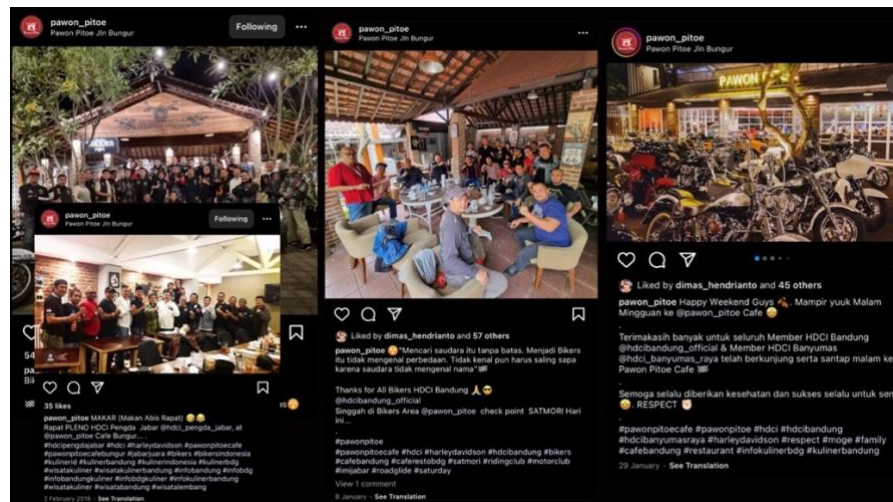 pawon_pitoe
Pawon Pitoe Jln Bungur
Following
pawon_pitoe
Pawon Pitoe Jln Bungur
Following
35 likes
pawon_pitoe MAKAR (Makan Abis Rapat) 😂😂
Rapat PLENO HDCI Pengda Jabar @hdci_pengda_jabar, at
@pawon_pitoe Cafe Bungur... .
#hdcipengdajabar #hdci #harleydavidson #pawonpitoecafe
#pawonpitoecafebungur #jabarjuara #bikers #bikersindonesia
#kulinerid #kulinerbandung #kulinerindonesia #kulinerbdg
#wisatakuliner #wisatakulinerbandung #infobandung #infobdg
#infobandungkuliner #infobdgkuliner #infokulinerbandung
#wisatakuliner #wisatabandung #wisatalembang
2 February 2019 · See Translation
pawon_pitoe
Pawon Pitoe Jln Bungur
66
Liked by dimas_hendrianto and 57 others
pawon_pitoe "Mencari saudara itu tanpa batas. Menjadi Bikers
itu tidak mengenal perbedaan. Tidak kenal pun harus saling sapa
karena saudara tidak mengenal nama"
.
Thanks for All Bikers HDCI Bandung 🙏😎
@hdcibandung_official
Singgah di Bikers Area @pawon_pitoe check point SATMORI Hari
ini...
.
#pawonpitoe
#pawonpitoecafe #hdci #harleydavidson #hdcibandung #bikers
#cafebandung #caferestobdg #satmori #ridingclub #motorclub
#imijabar #roadglide #saturday
View 1 comment
8 January · See Translation
pawon_pitoe
Pawon Pitoe Jln Bungur
PAWON
Liked by dimas_hendrianto and 45 others
pawon_pitoe Happy Weekend Guys . Mampir yuuk Malam
Mingguan ke @pawon_pitoe Cafe
.
Terimakasih banyak untuk seluruh Member HDCI Bandung
@hdcibandung_official & Member HDCI Banyumas
@hdci_banyumas_raya telah berkunjung serta santap malam ke
Pawon Pitoe Cafe
.
Semoga selalu diberikan kesehatan dan sukses selalu untuk
. RESPECT
.
#pawonpitoecafe #pawonpitoe #hdci #hdcibandung
#hdcibanyumasraya #harleydavidson #respect #moge #family
#cafebandung #restaurant #infokulinerbdg #kulinerbandung
29 January · See Translation